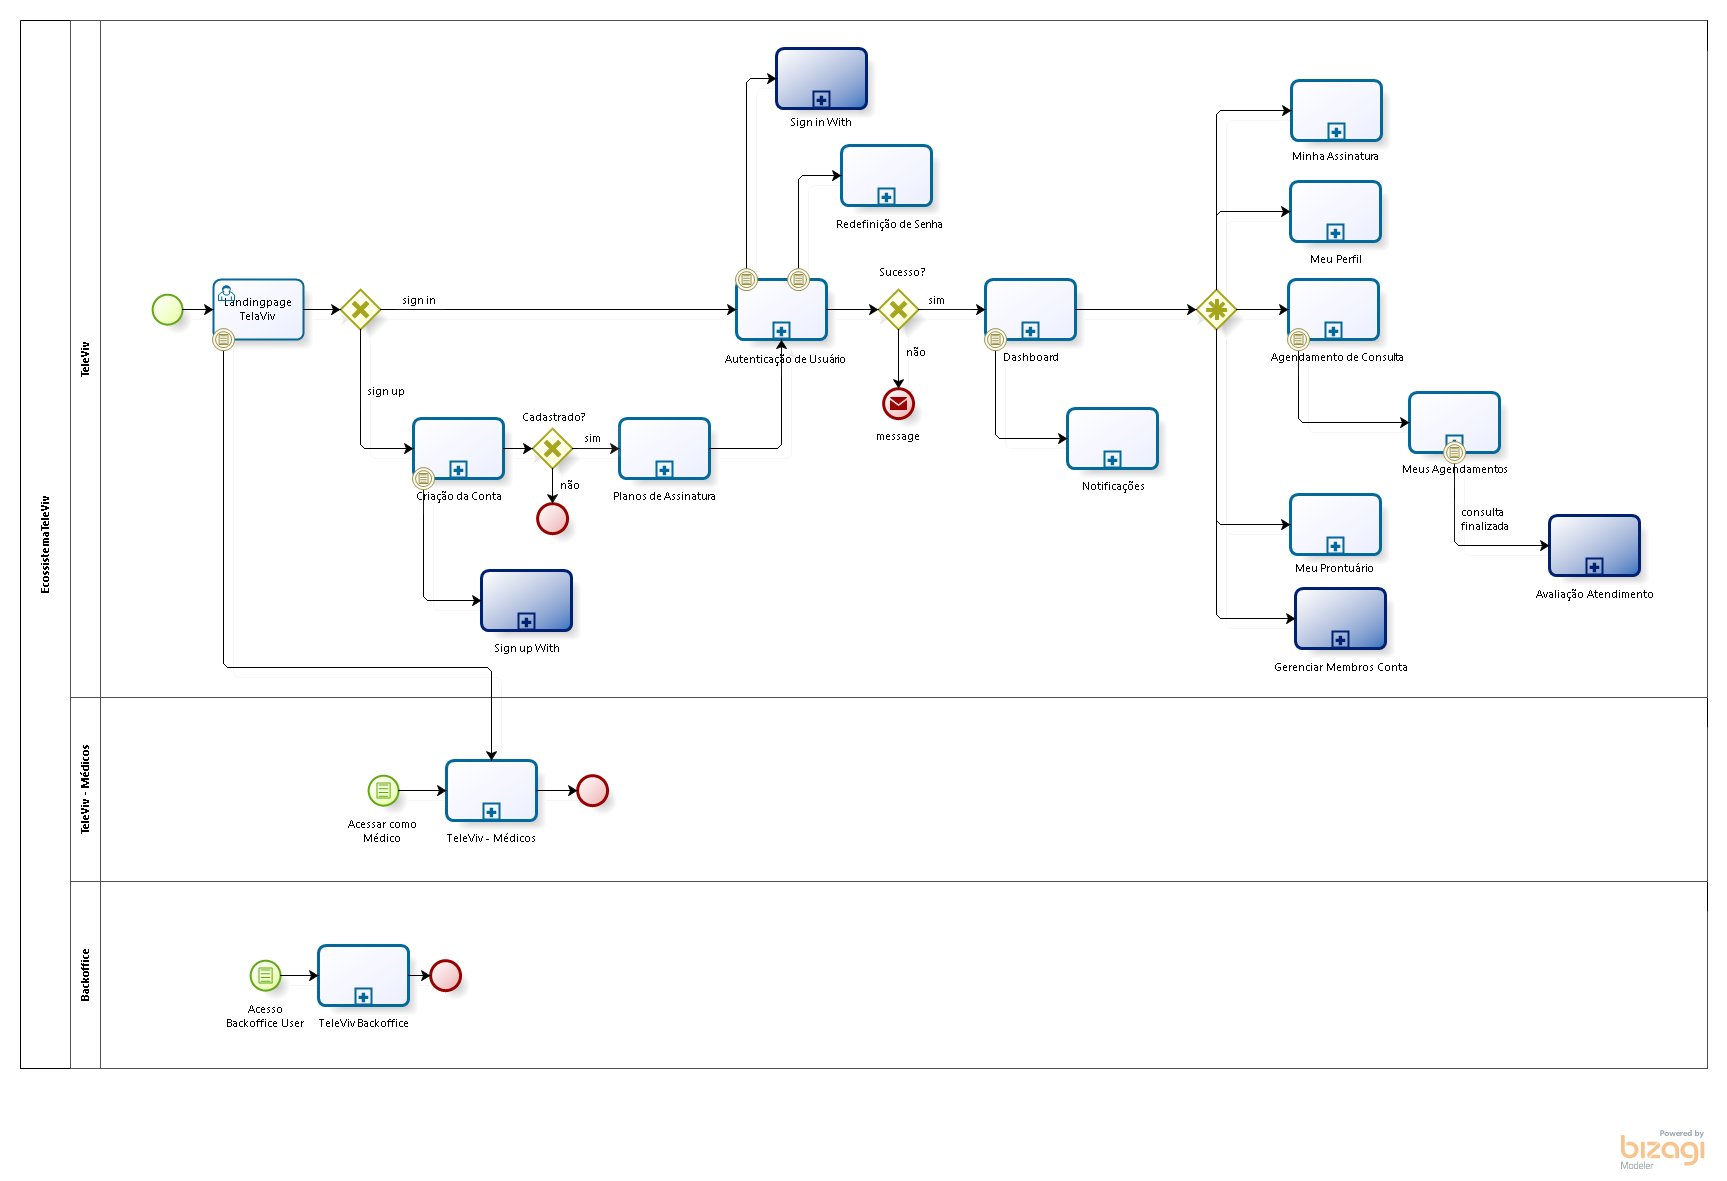 EcossistemaTeleViv
TeleViv
Sign in With
Minha Assinatura
Redefinição de Senha
Meu Perfil
Landingpage
TelaViv
sign in
Autenticação de Usuário
Sucesso?
sim
não
message
Dashboard
Notificações
Agendamento de Consulta
Meus Agendamentos
consulta
finalizada
Avaliação Atendimento
Meu Prontuário
Gerenciar Membros Conta
sign up
Criação da Conta
Cadastrado?
sim
não
Planos de Assinatura
Sign up With
TeleViv - Médicos
Acessar como
Médico
TeleViv - Médicos
Backoffice
Acesso
Backoffice User
TeleViv Backoffice
Powered by
bizagi
Modeler